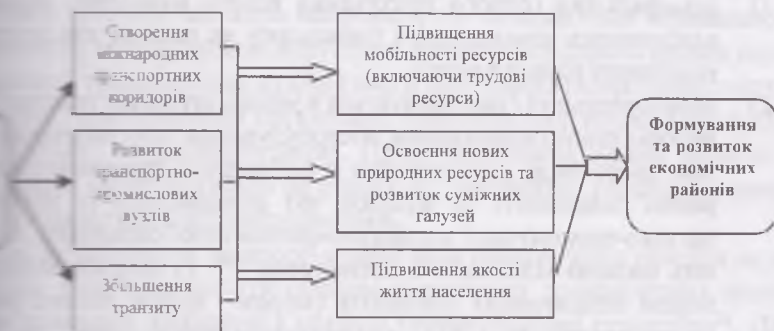 Створення
міжнародних
транспортних
коридорів
Розвиток
транспортно-
промислових
вузлів
Збільшення
транзиту
Підвищення
мобільності ресурсів
(включаючи трудові
ресурси)
Освоєння нових
природних ресурсів та
розвиток суміжних
галузей
Підвищення якості
життя населення
Формування
та розвиток
економічних
районів